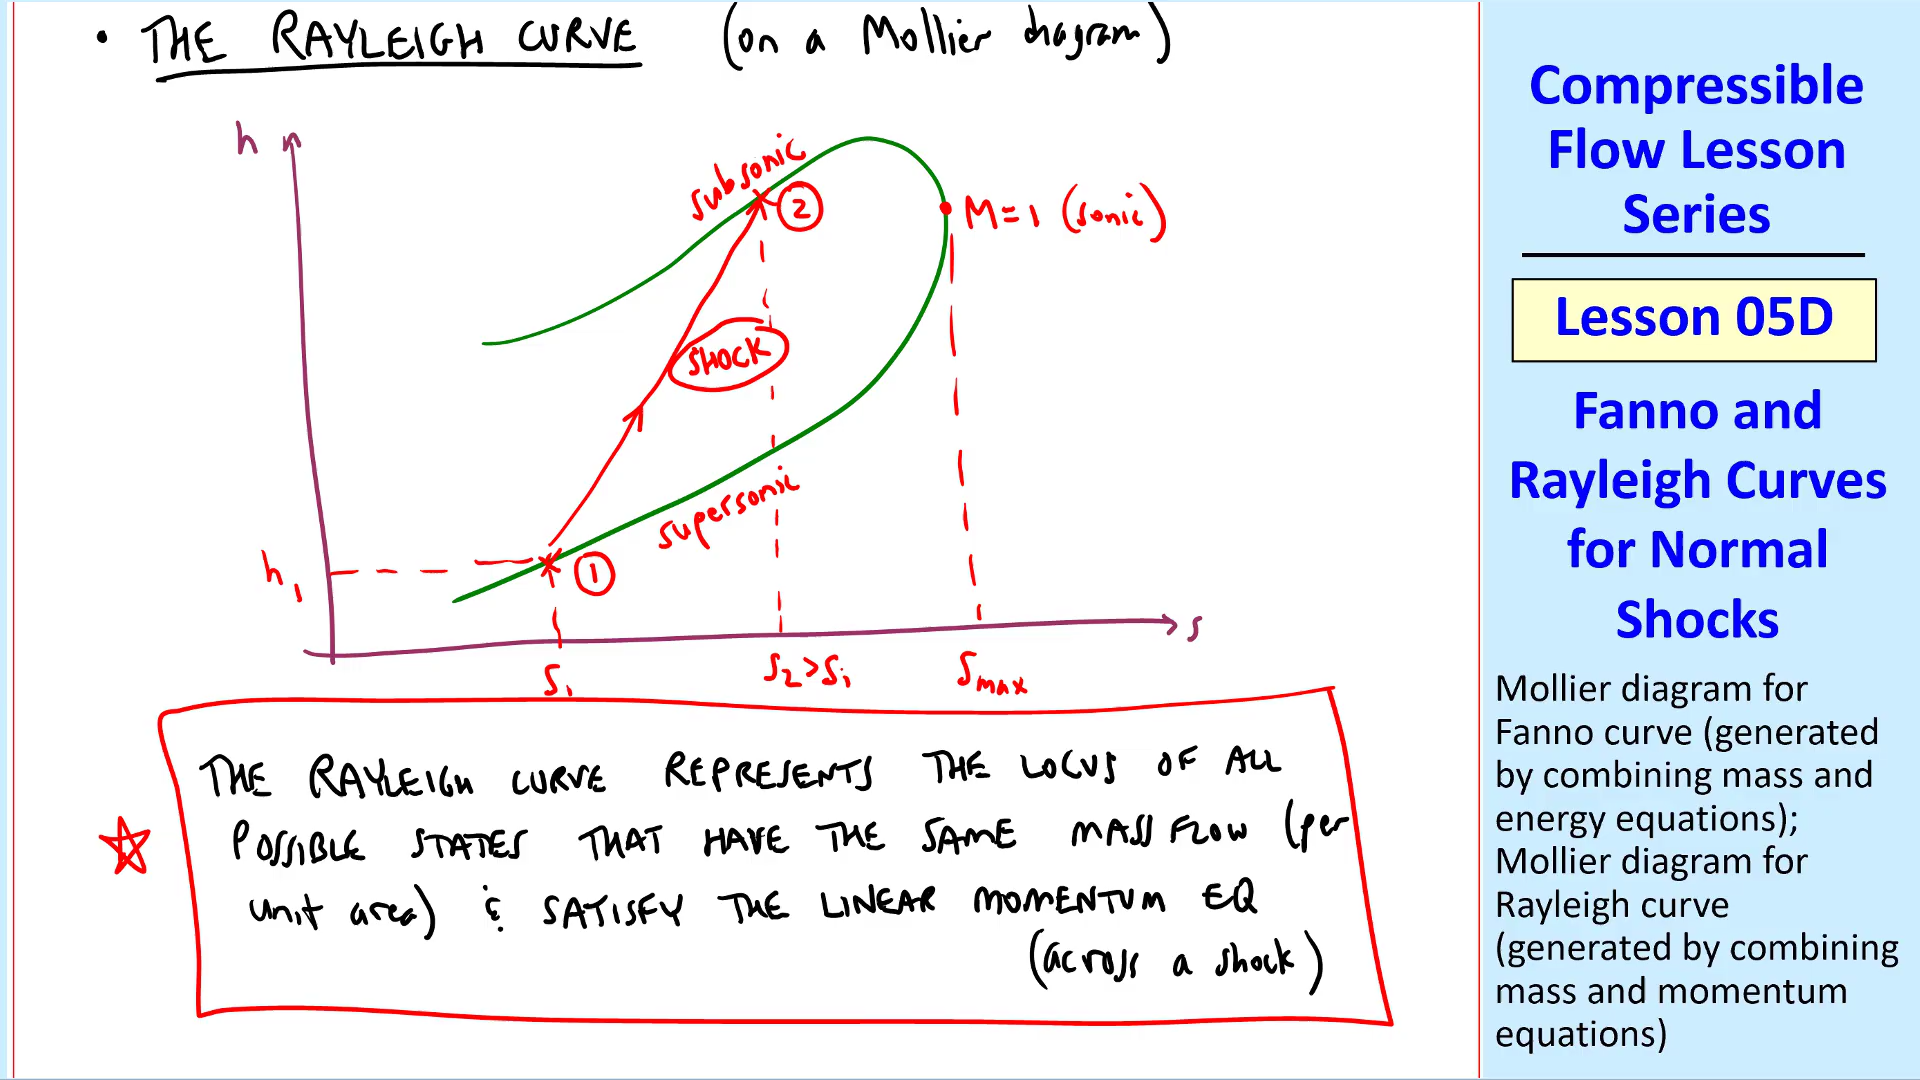 • THE RAYLEIGH CURVE (on a Mollier diagram)
h
subsonic
2
M=1 (sonic)
SHOCK
supersonic
h1
1
s
s1
s2>s1
smax
THE RAYLEIGH CURVE REPRESENTS THE LOCUS OF ALL
POSSIBLE STATES THAT HAVE THE SAME MASS FLOW (per
unit area) & SATISFY THE LINEAR MOMENTUM EQ
(across a shock)
Compressible
Flow Lesson
Series
Lesson 05D
Fanno and
Rayleigh Curves
for Normal
Shocks
Mollier diagram for
Fanno curve (generated
by combining mass and
energy equations);
Mollier diagram for
Rayleigh curve
(generated by combining
mass and momentum
equations)